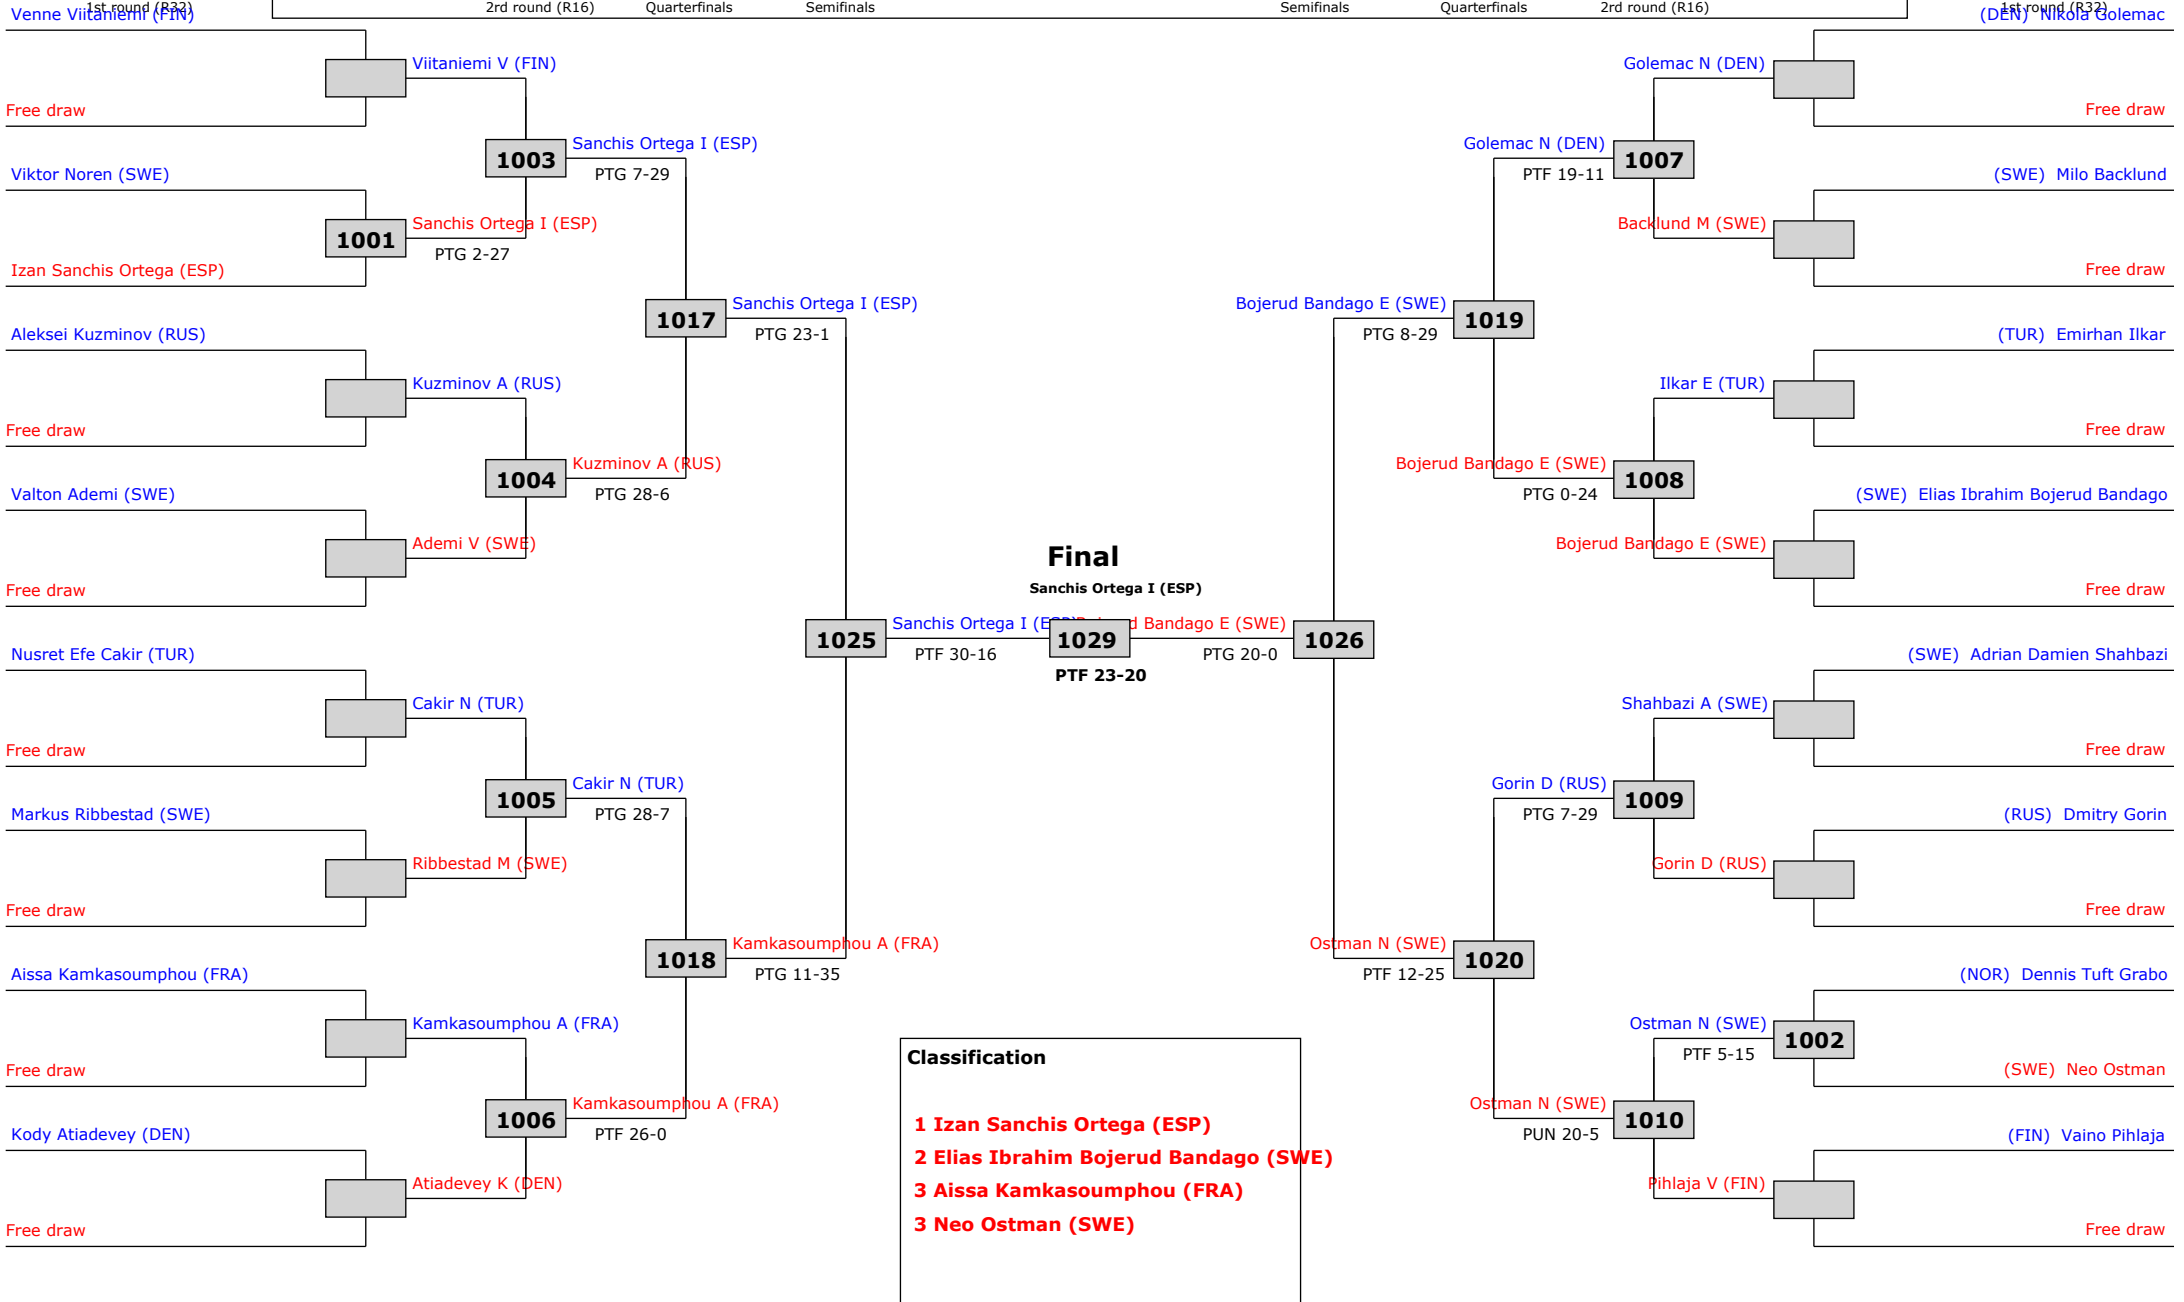 1st round (R32)
2rd round (R16)
Quarterfinals
Semifinals
Semifinals
Quarterfinals
2rd round (R16)
1st round (R32)
Venne Viitaniemi (FIN)
Viitaniemi V (FIN)
Free draw
1003
Sanchis Ortega I (ESP)
PTG 7-29
Viktor Noren (SWE)
1001
Sanchis Ortega I (ESP)
PTG 2-27
Izan Sanchis Ortega (ESP)
1017
Sanchis Ortega I (ESP)
PTG 23-1
Aleksei Kuzminov (RUS)
Kuzminov A (RUS)
Free draw
1004
Kuzminov A (RUS)
PTG 28-6
Valton Ademi (SWE)
Ademi V (SWE)
Free draw
1025
Sanchis Ortega I (ESP)
PTF 30-16
Nusret Efe Cakir (TUR)
Cakir N (TUR)
Free draw
1005
Cakir N (TUR)
PTG 28-7
Markus Ribbestad (SWE)
Ribbestad M (SWE)
Free draw
1018
Kamkasoumphou A (FRA)
PTG 11-35
Aissa Kamkasoumphou (FRA)
Kamkasoumphou A (FRA)
Free draw
1006
Kamkasoumphou A (FRA)
PTF 26-0
Kody Atiadevey (DEN)
Atiadevey K (DEN)
Free draw
Final
Sanchis Ortega I (ESP)
1029
PTF 23-20
(DEN) Nikola Golemac
Golemac N (DEN)
Free draw
Golemac N (DEN)
1007
PTF 19-11
(SWE) Milo Backlund
Backlund M (SWE)
Free draw
Bojerud Bandago E (SWE)
1019
PTG 8-29
(TUR) Emirhan Ilkar
Ilkar E (TUR)
Free draw
Bojerud Bandago E (SWE)
1008
PTG 0-24
(SWE) Elias Ibrahim Bojerud Bandago
Bojerud Bandago E (SWE)
Free draw
Bandago E (SWE)
1026
PTG 20-0
(SWE) Adrian Damien Shahbazi
Shahbazi A (SWE)
Free draw
Gorin D (RUS)
1009
PTG 7-29
(RUS) Dmitry Gorin
Gorin D (RUS)
Free draw
Ostman N (SWE)
1020
PTF 12-25
(NOR) Dennis Tuft Grabo
Ostman N (SWE)
1002
PTF 5-15
(SWE) Neo Ostman
Ostman N (SWE)
1010
PUN 20-5
(FIN) Vaino Pihlaja
Pihlaja V (FIN)
Free draw
Classification
1 Izan Sanchis Ortega (ESP)
2 Elias Ibrahim Bojerud Bandago (SWE)
3 Aissa Kamkasoumphou (FRA)
3 Neo Ostman (SWE)